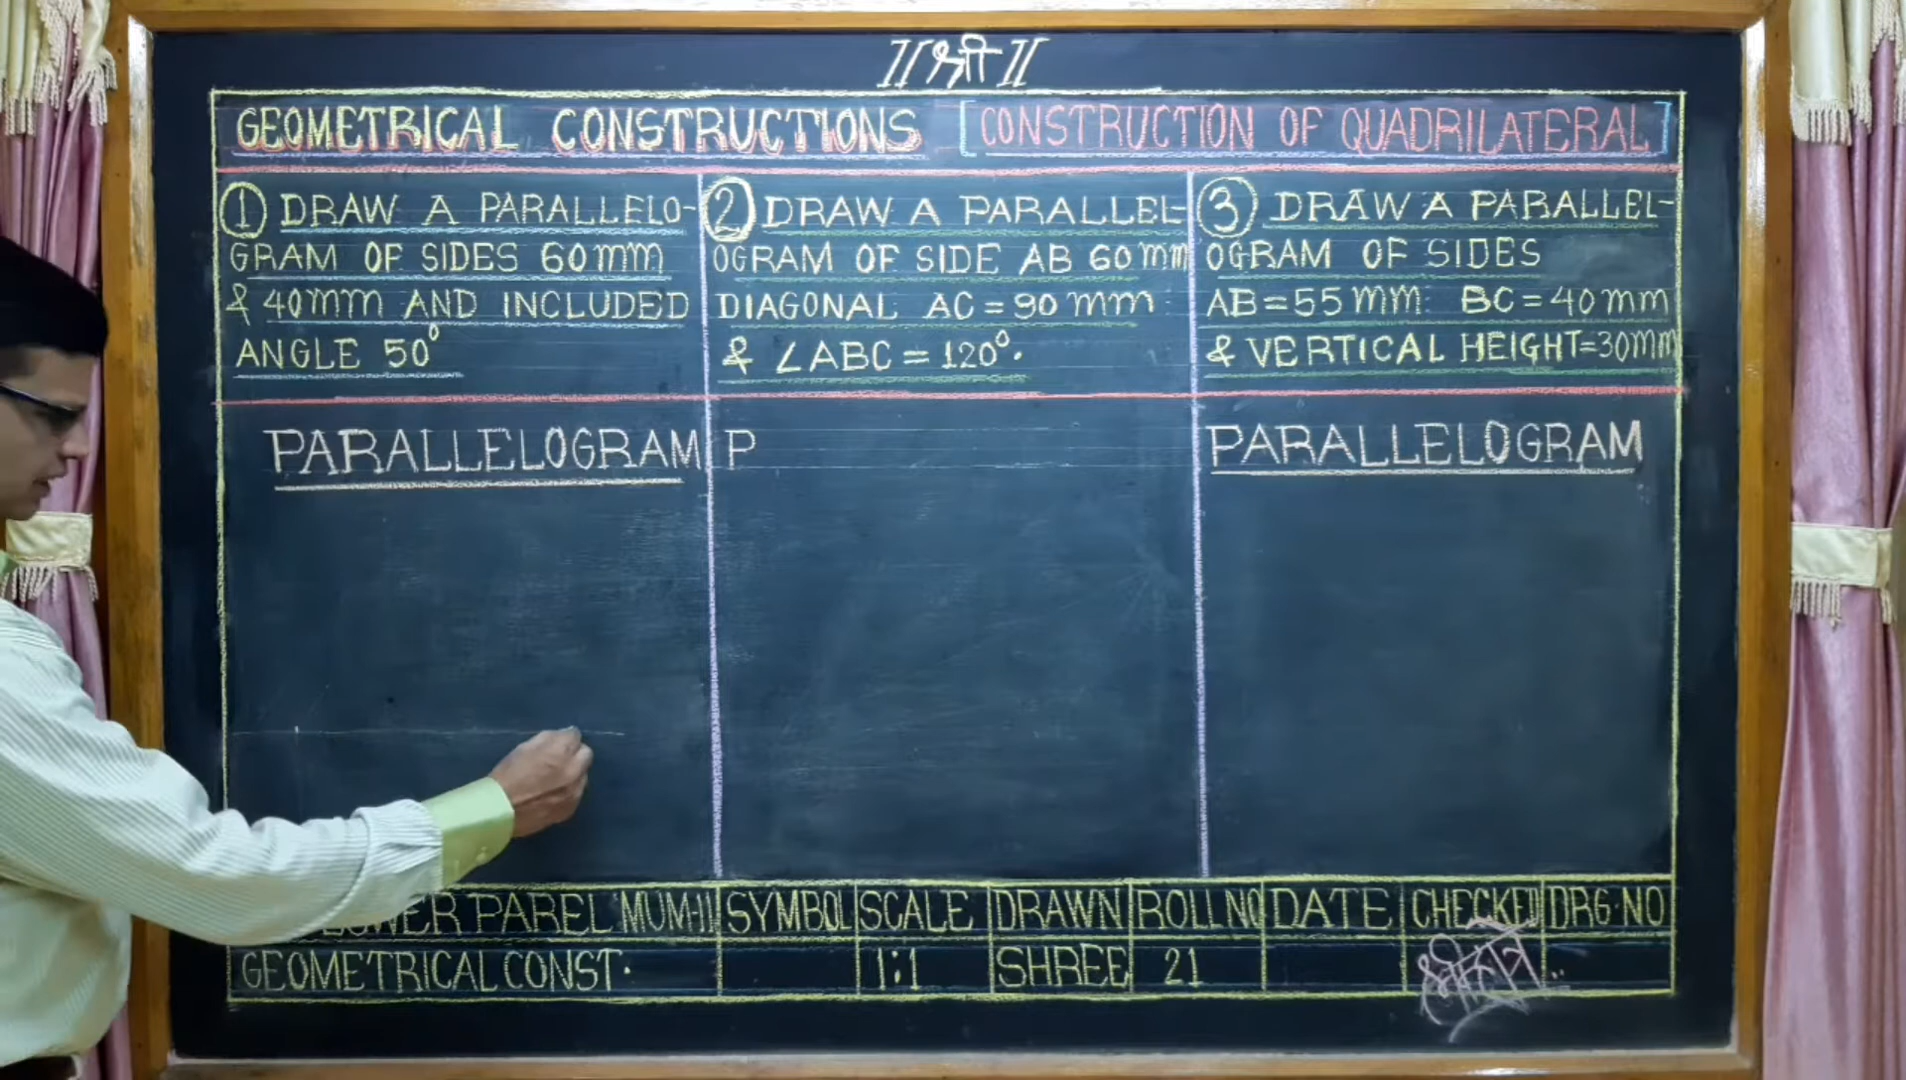 ||श्री||
GEOMETRICAL CONSTRUCTIONS [CONSTRUCTION OF QUADRILATERAL]
① DRAW A PARALLELO-
GRAM OF SIDES 60mm
& 40mm AND INCLUDED
ANGLE 50°
② DRAW A PARALLEL-
OGRAM OF SIDE AB 60mm
DIAGONAL AC = 90 mm
& ∠ABC = 120°.
③ DRAW A PARALLEL-
OGRAM OF SIDES
AB = 55 mm BC = 40mm
& VERTICAL HEIGHT=30mm
PARALLELOGRAM
P
PARALLELOGRAM
LOWER PAREL MUM-11 SYMBOL SCALE DRAWN ROLL NO DATE CHECKED DRG.NO
GEOMETRICAL CONST. 1:1 SHREE 21